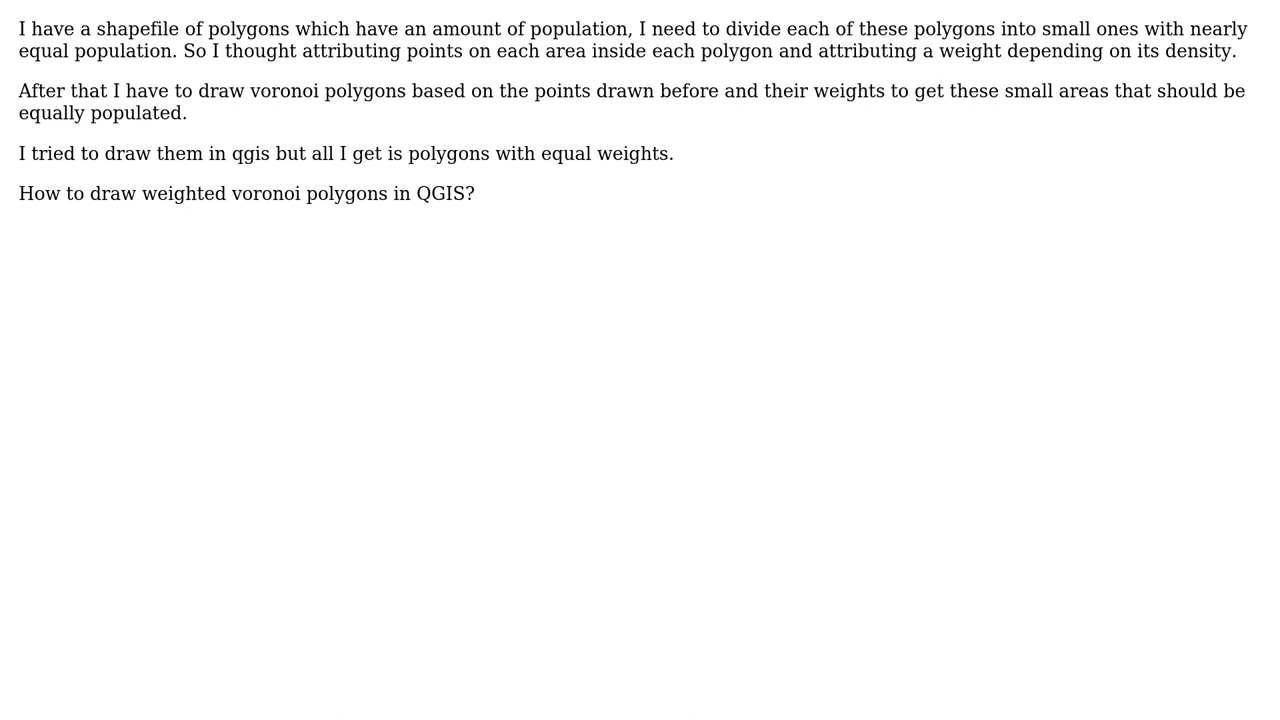 I have a shapefile of polygons which have an amount of population, I need to divide each of these polygons into small ones with nearly
equal population. So I thought attributing points on each area inside each polygon and attributing a weight depending on its density.
After that I have to draw voronoi polygons based on the points drawn before and their weights to get these small areas that should be
equally populated.
I tried to draw them in qgis but all I get is polygons with equal weights.
How to draw weighted voronoi polygons in QGIS?